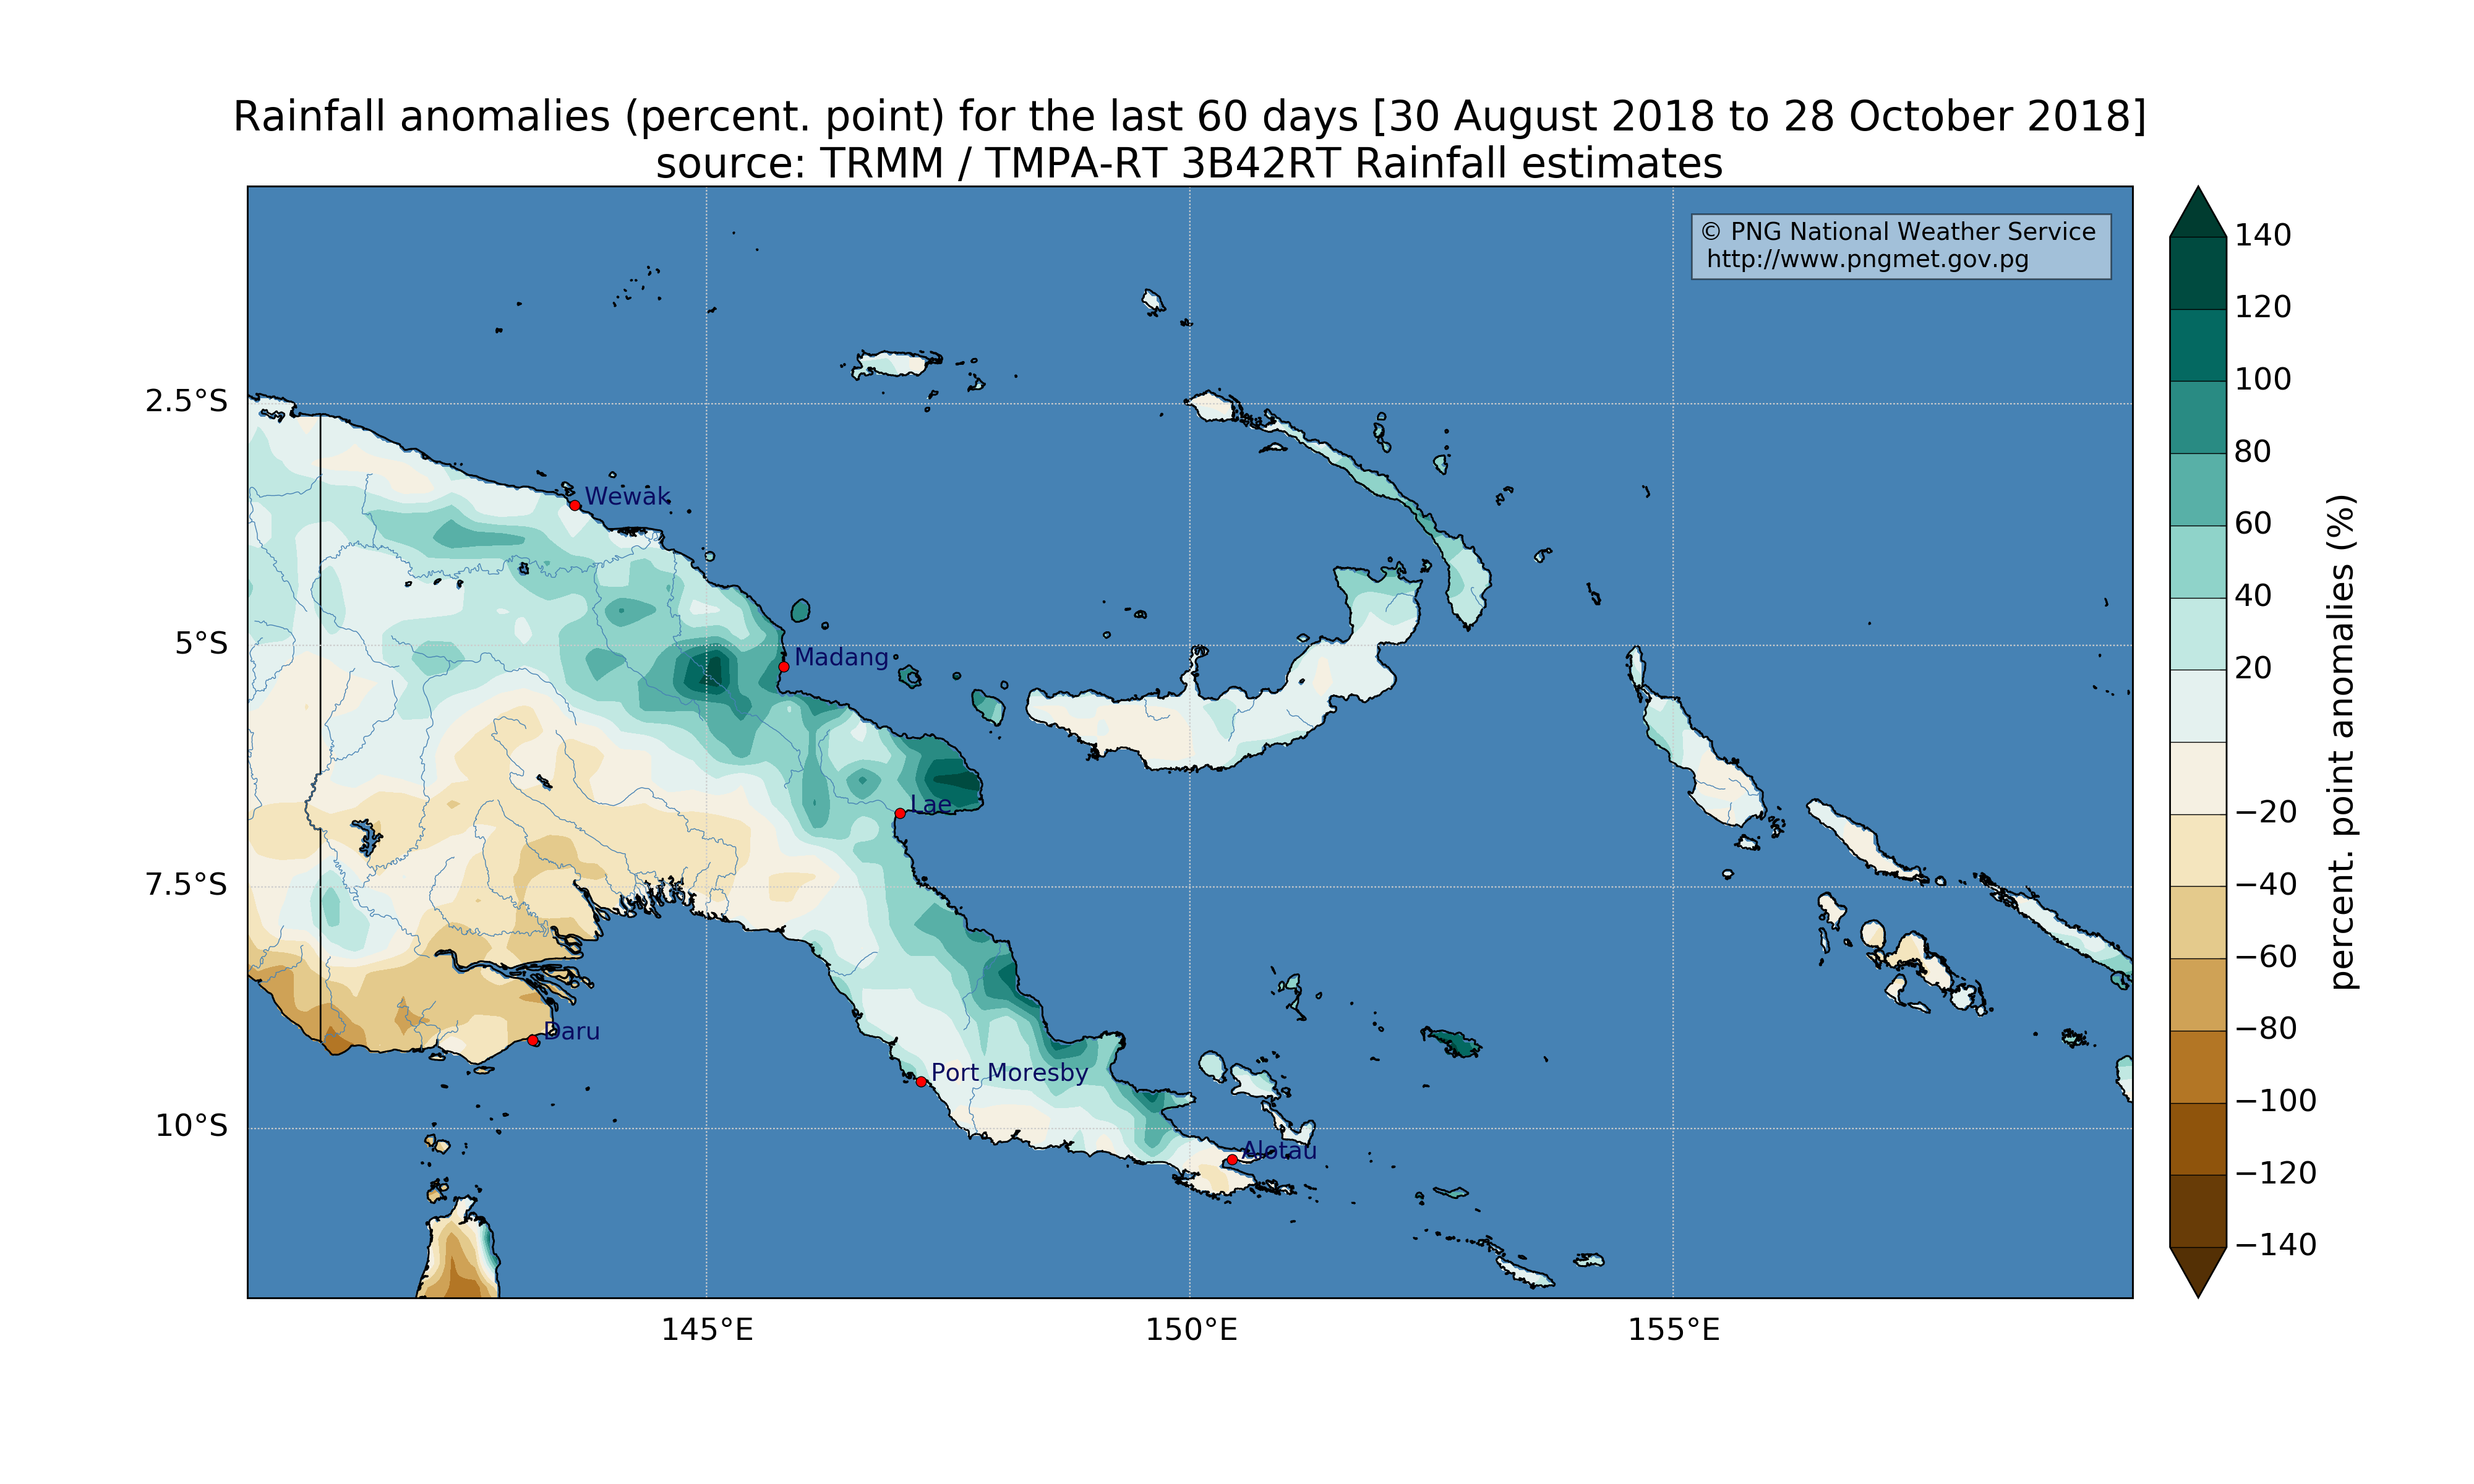 Rainfall anomalies (percent. point) for the last 60 days [30 August 2018 to 28 October 2018]
source: TRMM / TMPA-RT 3B42RT Rainfall estimates
© PNG National Weather Service
http://www.pngmet.gov.pg
2.5°S
5°S
7.5°S
10°S
Wewak
Madang
Lae
Daru
Port Moresby
Alotau
145°E
150°E
155°E
140
120
100
80
60
40
20
−20
−40
−60
−80
−100
−120
−140
percent. point anomalies (%)